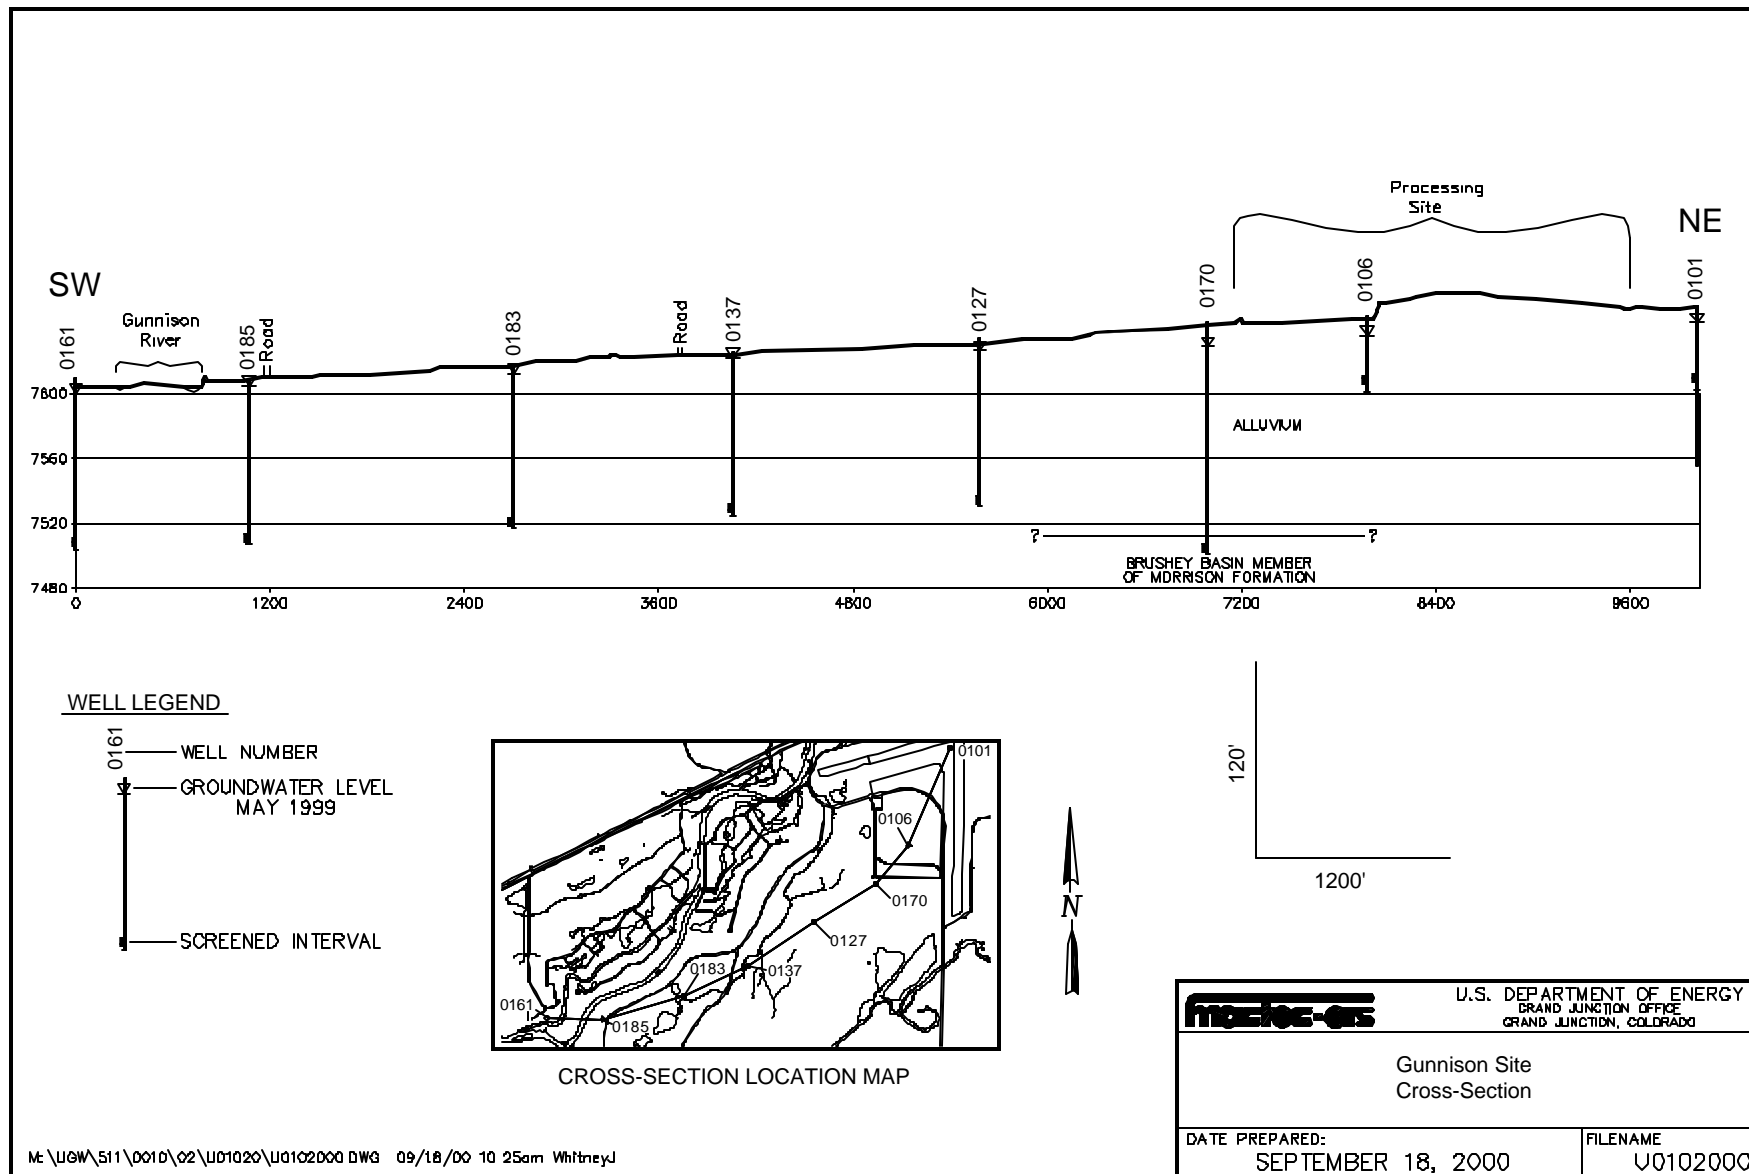 Processing
Site
NE
SW
Gunnison
River
0161
0185
Road
0183
Road
0137
0127
0170
0106
0101
7600
7560
7520
7480
ALLUVIUM
? ?
BRUSHEY BASIN MEMBER
OF MORRISON FORMATION
0 1200 2400 3600 4800 6000 7200 8400 9600
WELL LEGEND
0161
WELL NUMBER
GROUNDWATER LEVEL
MAY 1999
SCREENED INTERVAL
0101
0106
0170
0127
0137
0183
0161
0185
CROSS-SECTION LOCATION MAP
N
120'
1200'
U.S. DEPARTMENT OF ENERGY
GRAND JUNCTION OFFICE
GRAND JUNCTION, COLORADO
Gunnison Site
Cross-Section
DATE PREPARED:
SEPTEMBER 18, 2000
FILENAME
U0102000
M:\UGW\511\0010\02\U01020\U0102000.DWG 09/18/00 10:25am WhitneyJ